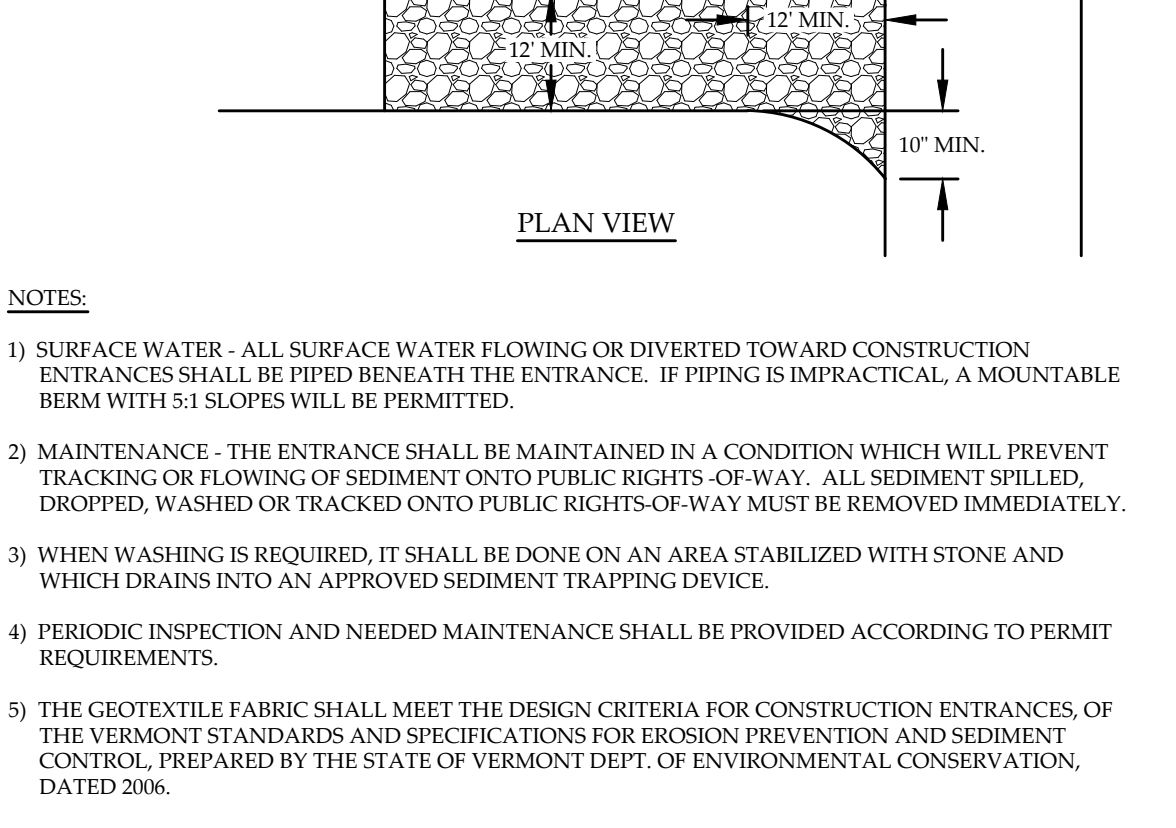 12' MIN.
12' MIN.
10" MIN.
PLAN VIEW
NOTES:
1) SURFACE WATER - ALL SURFACE WATER FLOWING OR DIVERTED TOWARD CONSTRUCTION
ENTRANCES SHALL BE PIPED BENEATH THE ENTRANCE. IF PIPING IS IMPRACTICAL, A MOUNTABLE
BERM WITH 5:1 SLOPES WILL BE PERMITTED.
2) MAINTENANCE - THE ENTRANCE SHALL BE MAINTAINED IN A CONDITION WHICH WILL PREVENT
TRACKING OR FLOWING OF SEDIMENT ONTO PUBLIC RIGHTS -OF-WAY. ALL SEDIMENT SPILLED,
DROPPED, WASHED OR TRACKED ONTO PUBLIC RIGHTS-OF-WAY MUST BE REMOVED IMMEDIATELY.
3) WHEN WASHING IS REQUIRED, IT SHALL BE DONE ON AN AREA STABILIZED WITH STONE AND
WHICH DRAINS INTO AN APPROVED SEDIMENT TRAPPING DEVICE.
4) PERIODIC INSPECTION AND NEEDED MAINTENANCE SHALL BE PROVIDED ACCORDING TO PERMIT
REQUIREMENTS.
5) THE GEOTEXTILE FABRIC SHALL MEET THE DESIGN CRITERIA FOR CONSTRUCTION ENTRANCES, OF
THE VERMONT STANDARDS AND SPECIFICATIONS FOR EROSION PREVENTION AND SEDIMENT
CONTROL, PREPARED BY THE STATE OF VERMONT DEPT. OF ENVIRONMENTAL CONSERVATION,
DATED 2006.